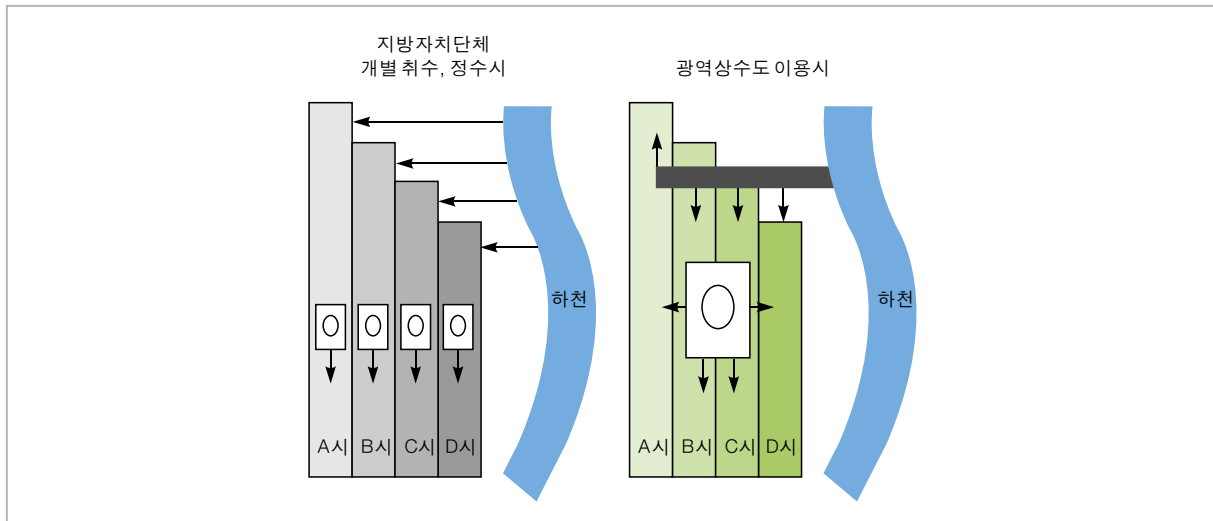 지방자치단체
개별 취수, 정수시
하천
A시
B시
C시
D시
광역상수도 이용시
하천
A시
B시
C시
D시